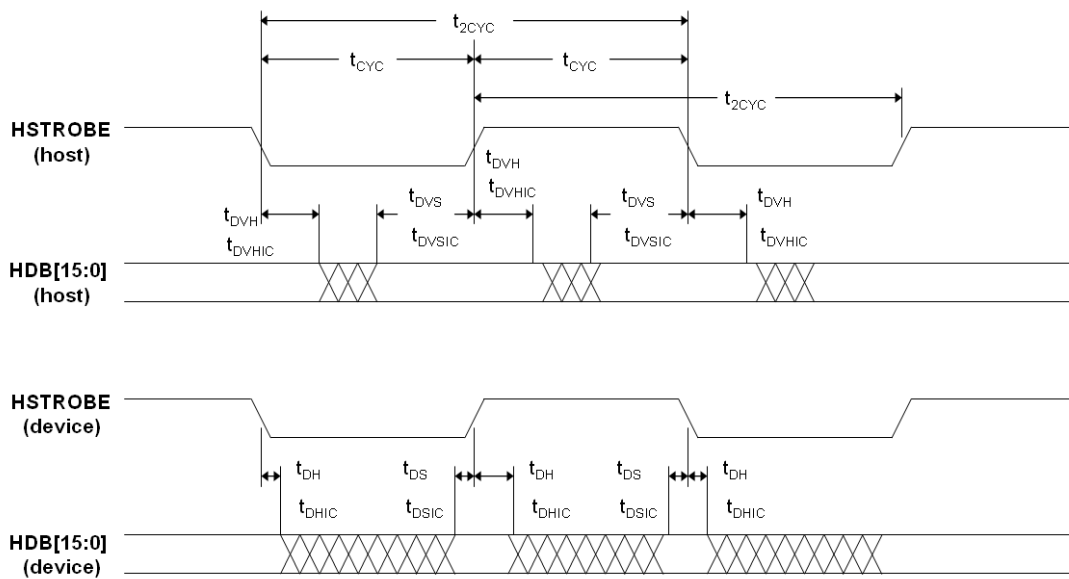 t2CYC
tCYC tCYC
t2CYC
HSTROBE
(host)
tDVH
tDVS tDVHIC tDVS tDVH
tDVH
tDVHIC tDVSIC tDVSIC tDVHIC
HDB[15:0]
(host)
HSTROBE
(device)
tDH tDS tDH tDS tDH
tDHIC tDSIC tDHIC tDSIC tDHIC
HDB[15:0]
(device)